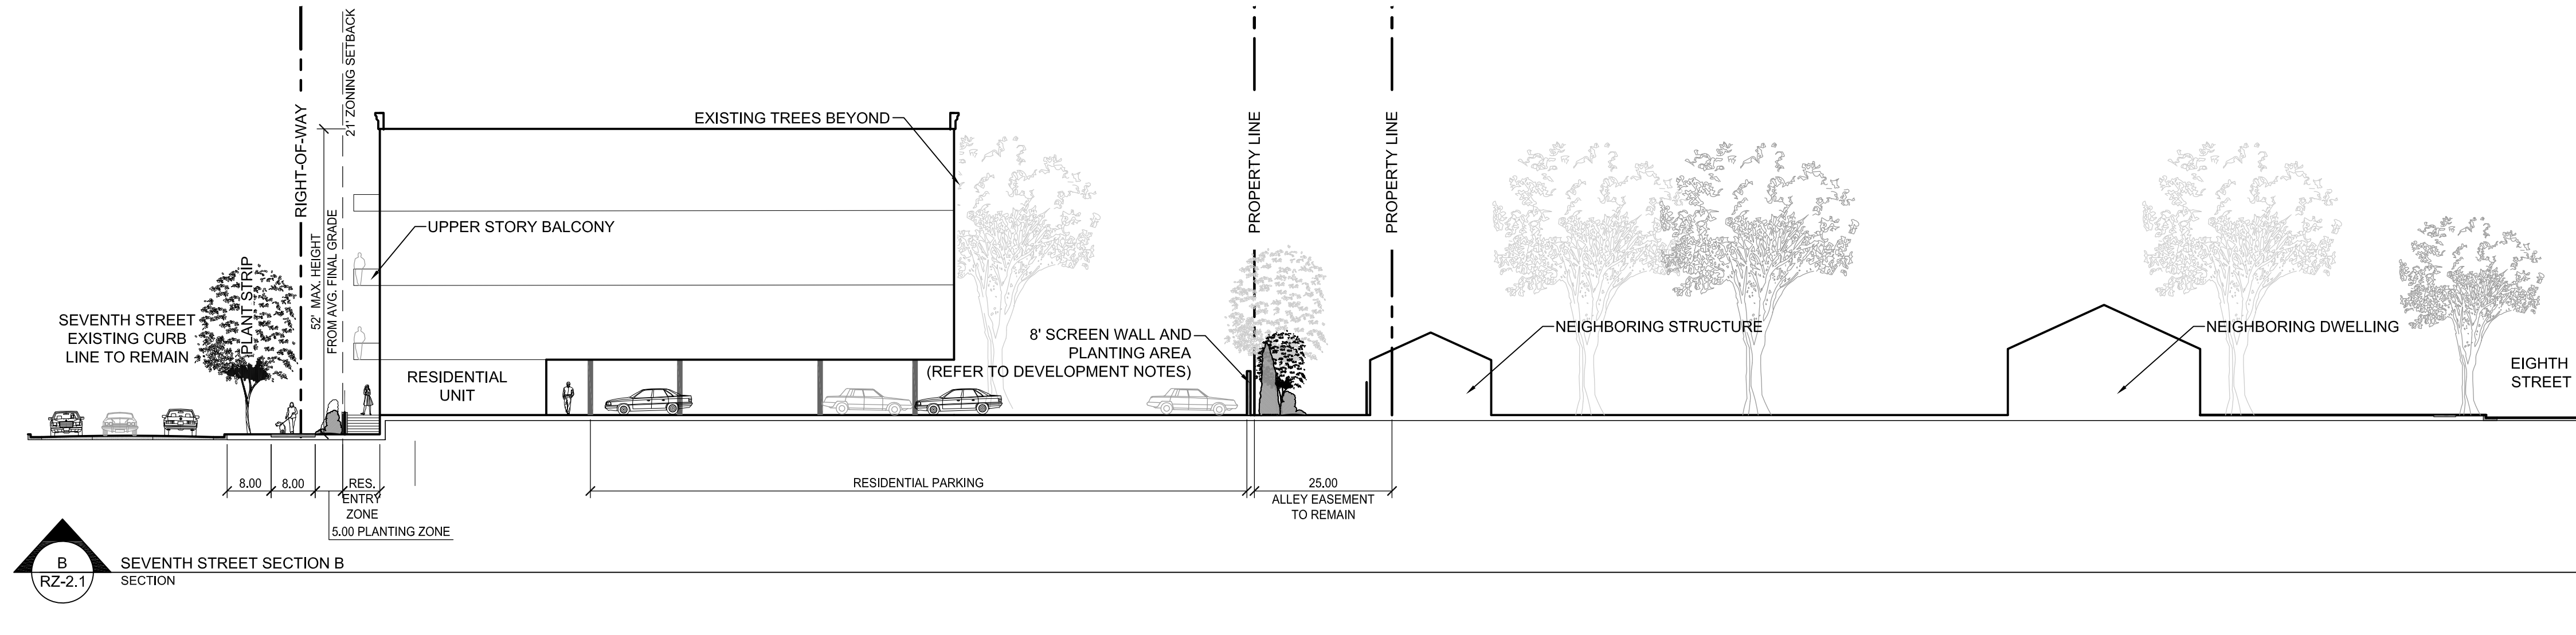 RIGHT-OF-WAY
21' ZONING SETBACK
52' MAX. HEIGHT
FROM AVG. FINAL GRADE
PLANT STRIP
SEVENTH STREET
EXISTING CURB
LINE TO REMAIN
UPPER STORY BALCONY
EXISTING TREES BEYOND
RESIDENTIAL
UNIT
8' SCREEN WALL AND
PLANTING AREA
(REFER TO DEVELOPMENT NOTES)
PROPERTY LINE
PROPERTY LINE
NEIGHBORING STRUCTURE
NEIGHBORING DWELLING
EIGHTH
STREET
8.00
8.00
RES.
ENTRY
ZONE
5.00 PLANTING ZONE
RESIDENTIAL PARKING
25.00
ALLEY EASEMENT
TO REMAIN
B
RZ-2.1
SEVENTH STREET SECTION B
SECTION